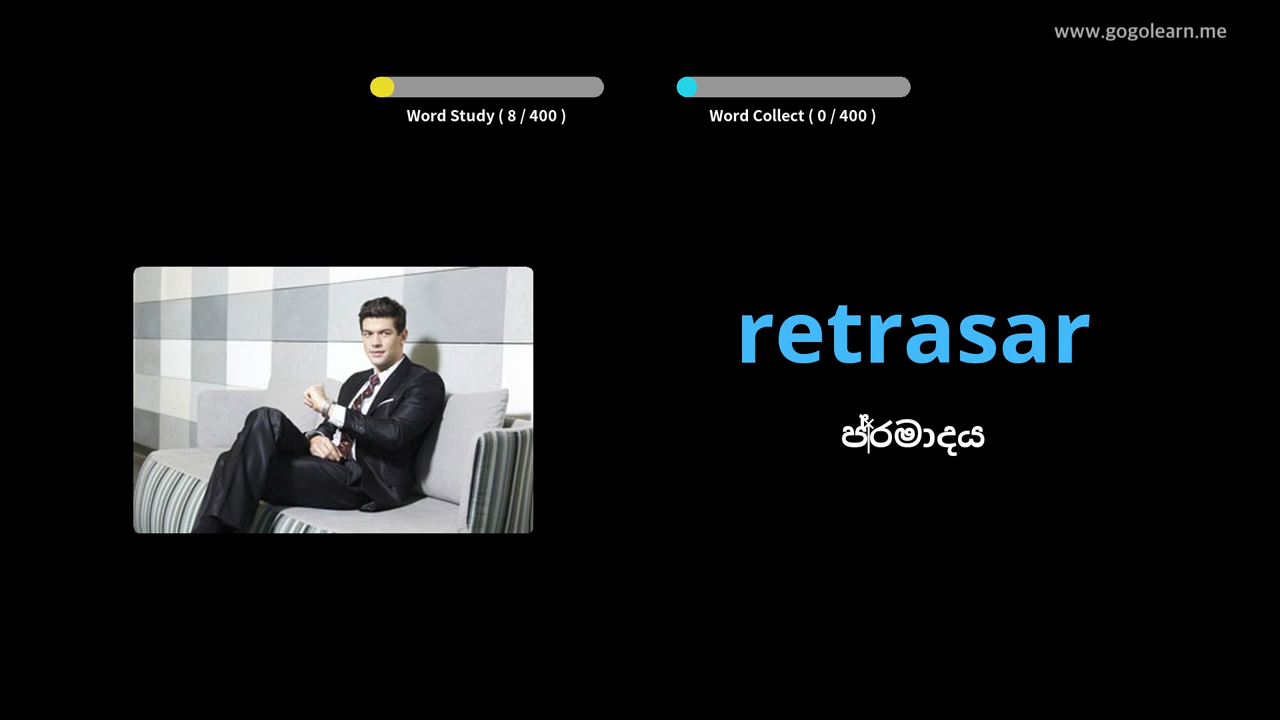 www.gogolearn.me
Word Study ( 8 / 400 )
Word Collect ( 0 / 400 )
retrasar
ප්‍රමාදය